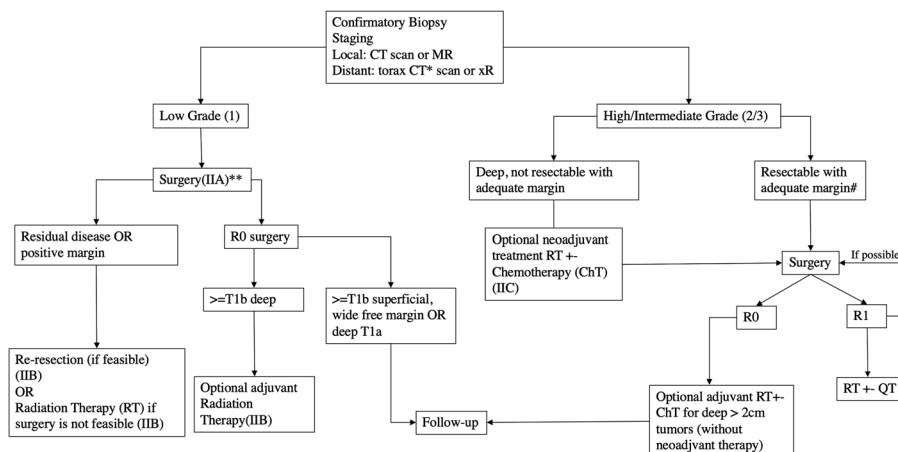 Confirmatory Biopsy
Staging
Local: CT scan or MR
Distant: torax CT* scan or xR
Low Grade (1)
High/Intermediate Grade (2/3)
Surgery(IIA)**
Deep, not resectable with
adequate margin
Resectable with
adequate margin#
Residual disease OR
positive margin
R0 surgery
Optional neoadjuvant
treatment RT +-
Chemotherapy (ChT)
(IIC)
Surgery
If possible
>=T1b deep
>=T1b superficial,
wide free margin OR
deep T1a
R0
R1
Re-resection (if feasible)
(IIB)
OR
Radiation Therapy (RT) if
surgery is not feasible (IIB)
Optional adjuvant
Radiation
Therapy(IIB)
Follow-up
Optional adjuvant RT+-
ChT for deep > 2cm
tumors (without
neoadjvant therapy)
RT +- QT